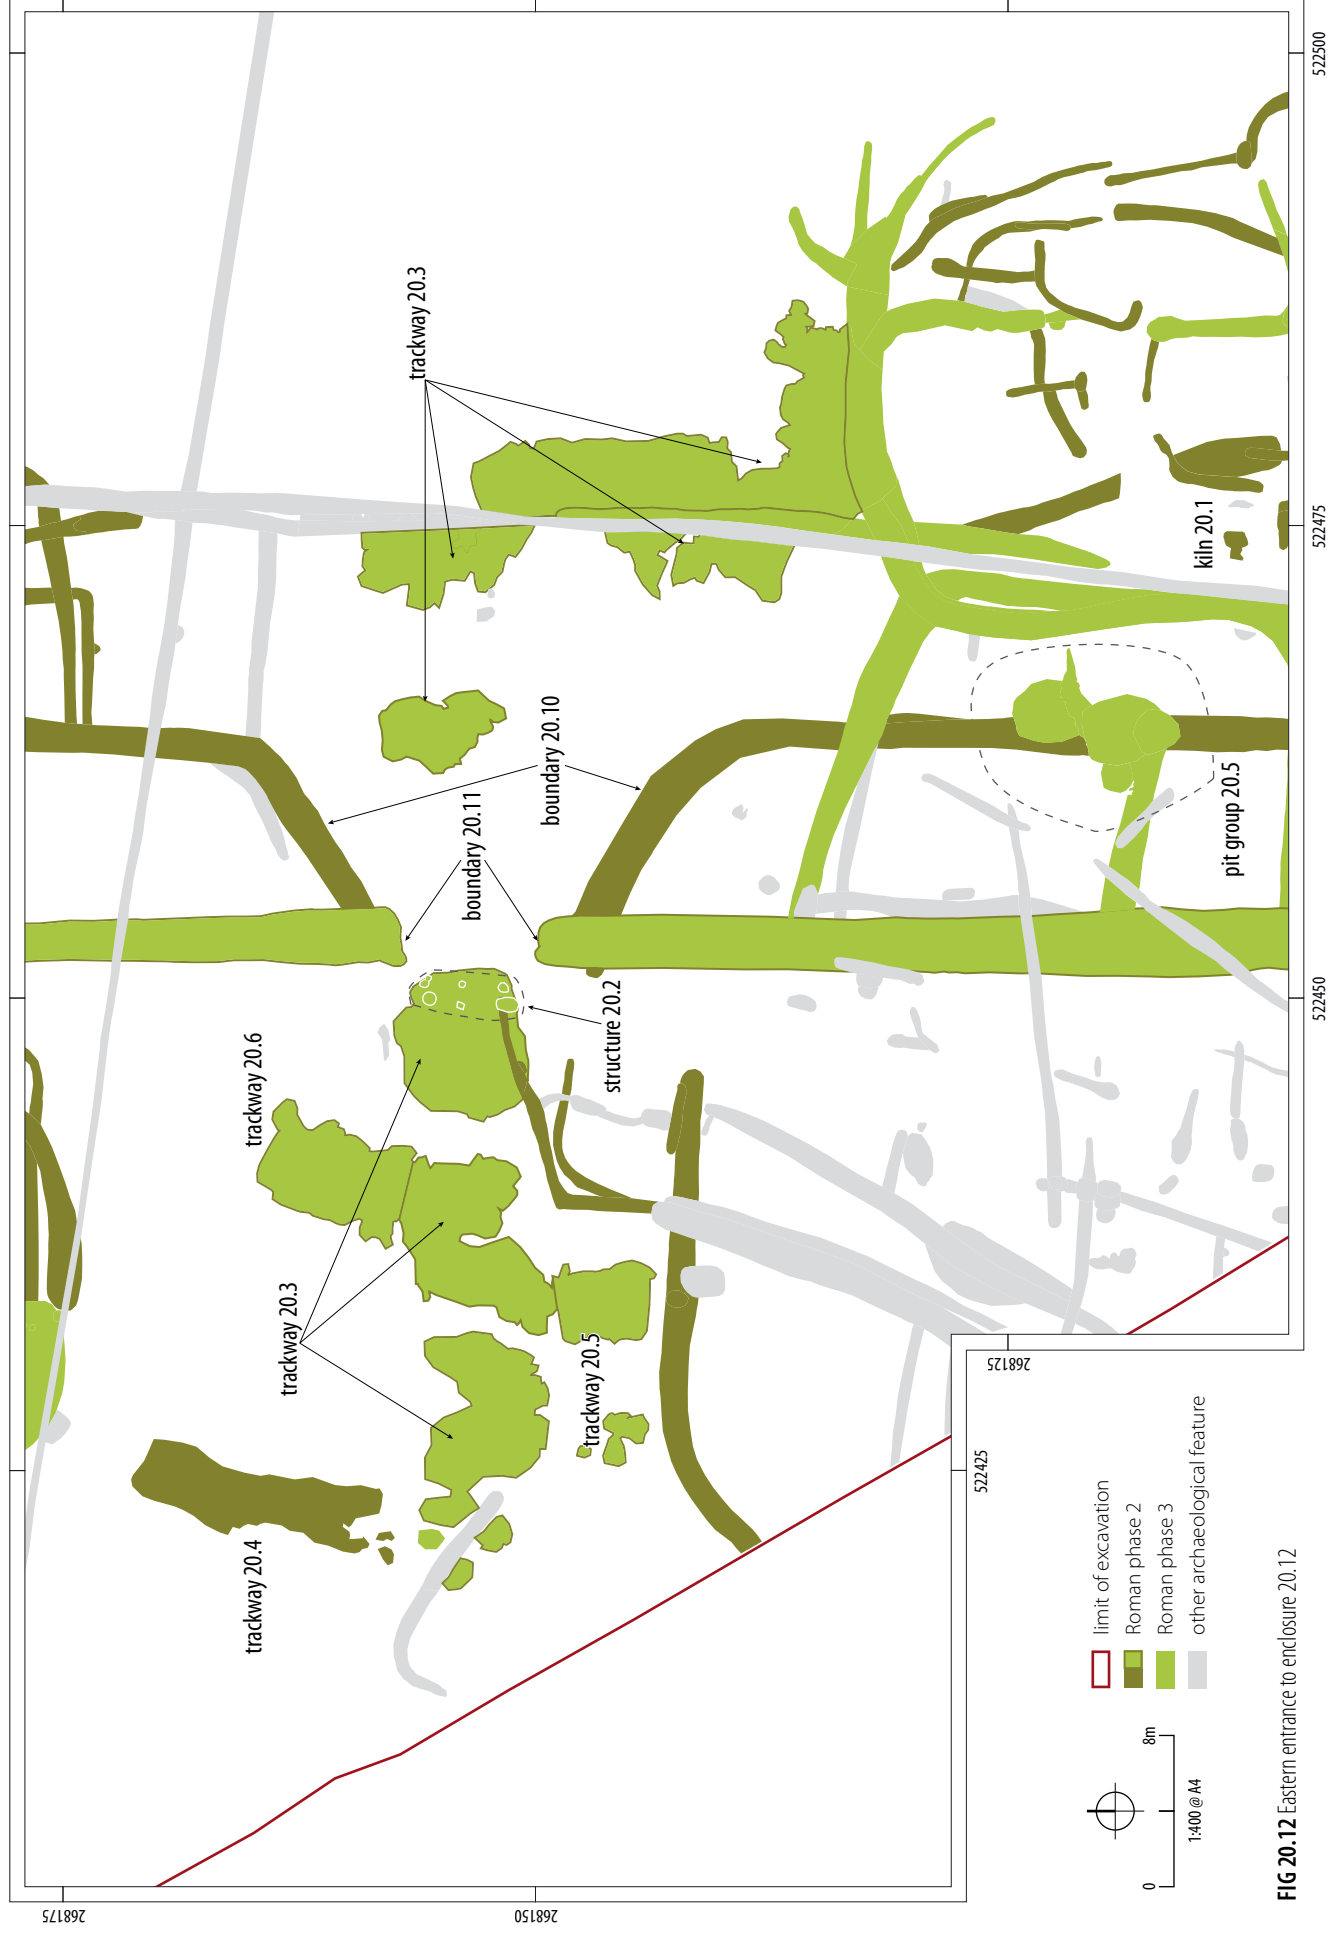 trackway 20.3
boundary 20.10
boundary 20.11
structure 20.2
trackway 20.6
trackway 20.3
trackway 20.5
trackway 20.4
kiln 20.1
pit group 20.5
268175
268150
268125
522425
522450
522475
522500
limit of excavation
Roman phase 2
Roman phase 3
other archaeological feature
0
8m
1:400 @ A4
FIG 20.12 Eastern entrance to enclosure 20.12